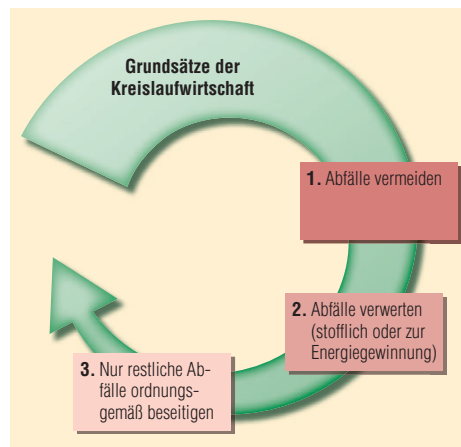 Grundsätze der
Kreislaufwirtschaft
1. Abfälle vermeiden
2. Abfälle verwerten
(stofflich oder zur
Energiegewinnung)
3. Nur restliche Ab-
fälle ordnungs-
gemäß beseitigen